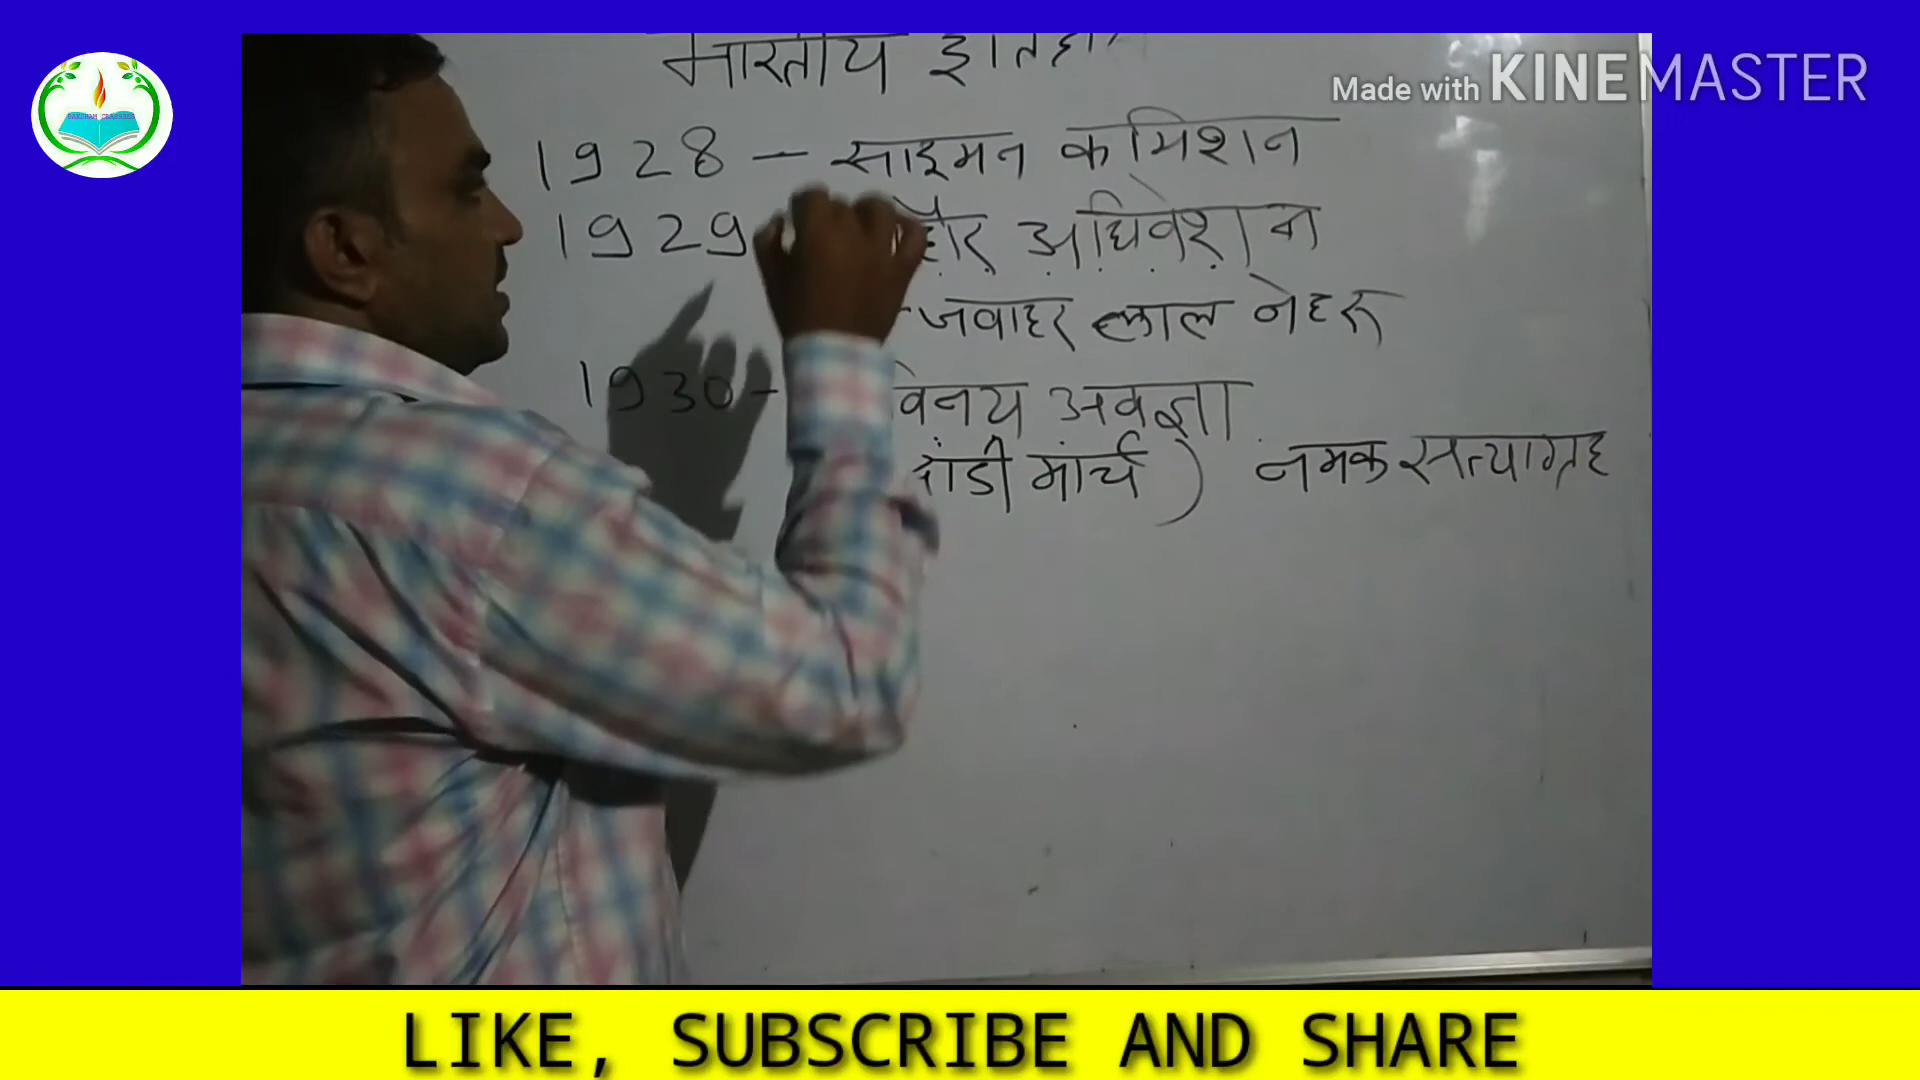 भारतीय
Made with KINEMASTER
1928 - साइमन कमिशन
1929 अधिवेशन
- जवाहर लाल नेहरू
1930 - विनय अवज्ञा
दांडी मार्च ) नमक सत्याग्रह
LIKE, SUBSCRIBE AND SHARE